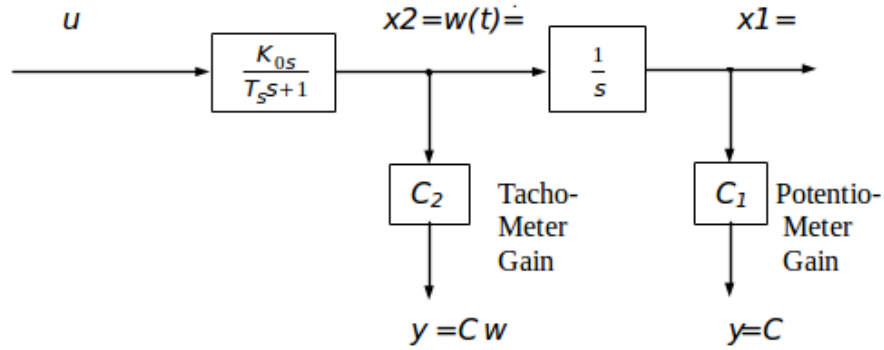 u
x2=w(t)=
x1=
K0s
Tss+1
1
s
C2
Tacho-
Meter
Gain
C1
Potentio-
Meter
Gain
y =C w
y=C